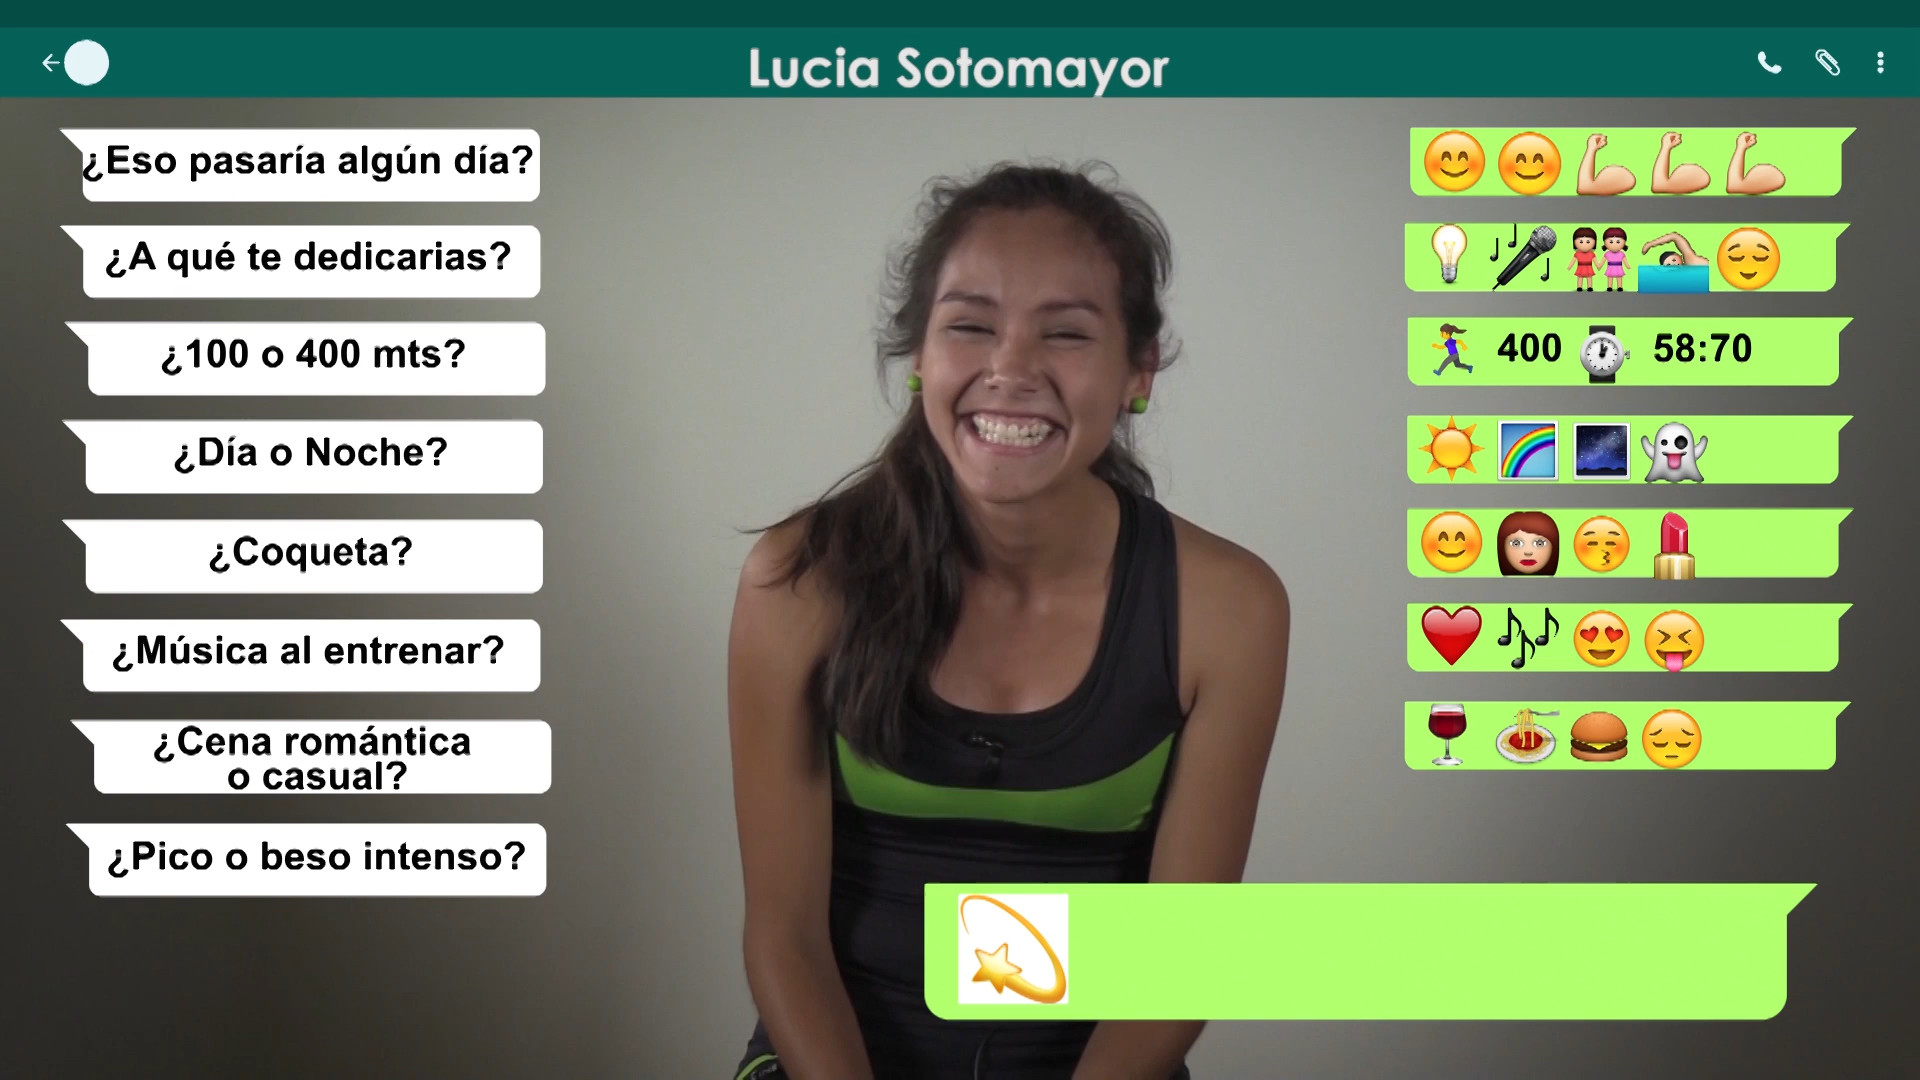 Lucia Sotomayor
¿Eso pasaría algún día?
¿A qué te dedicarias?
¿100 o 400 mts?
400 58:70
¿Día o Noche?
¿Coqueta?
¿Música al entrenar?
¿Cena romántica
o casual?
¿Pico o beso intenso?